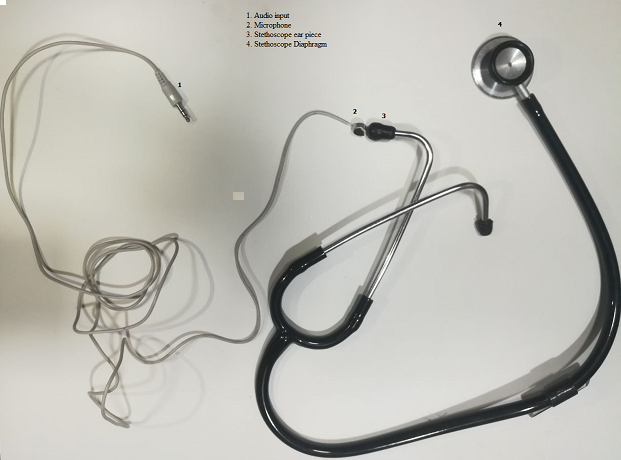 1. Audio input
2. Microphone
3. Stethoscope ear piece
4. Stethoscope Diaphragm
4
1
2
3